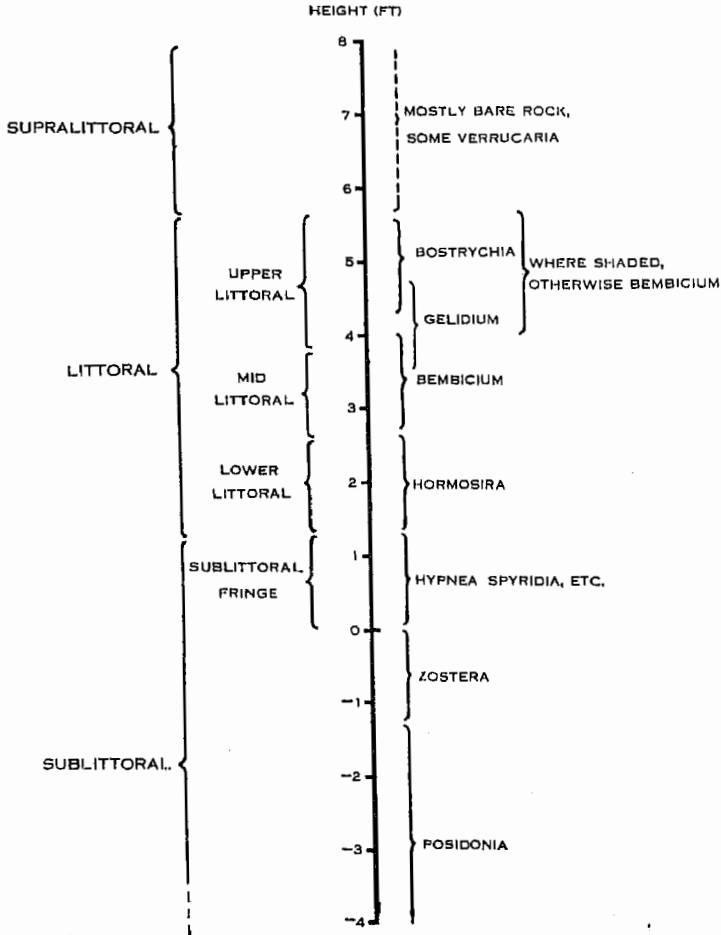 HEIGHT (FT)
8
7
6
5
4
3
2
1
0
−1
−2
−3
−4
SUPRALITTORAL
LITTORAL
SUBLITTORAL
UPPER
LITTORAL
MID
LITTORAL
LOWER
LITTORAL
SUBLITTORAL
FRINGE
MOSTLY BARE ROCK,
SOME VERRUCARIA
BOSTRYCHIA
WHERE SHADED,
OTHERWISE BEMBICIUM
GELIDIUM
BEMBICIUM
HORMOSIRA
HYPNEA SPYRIDIA, ETC.
ZOSTERA
POSIDONIA